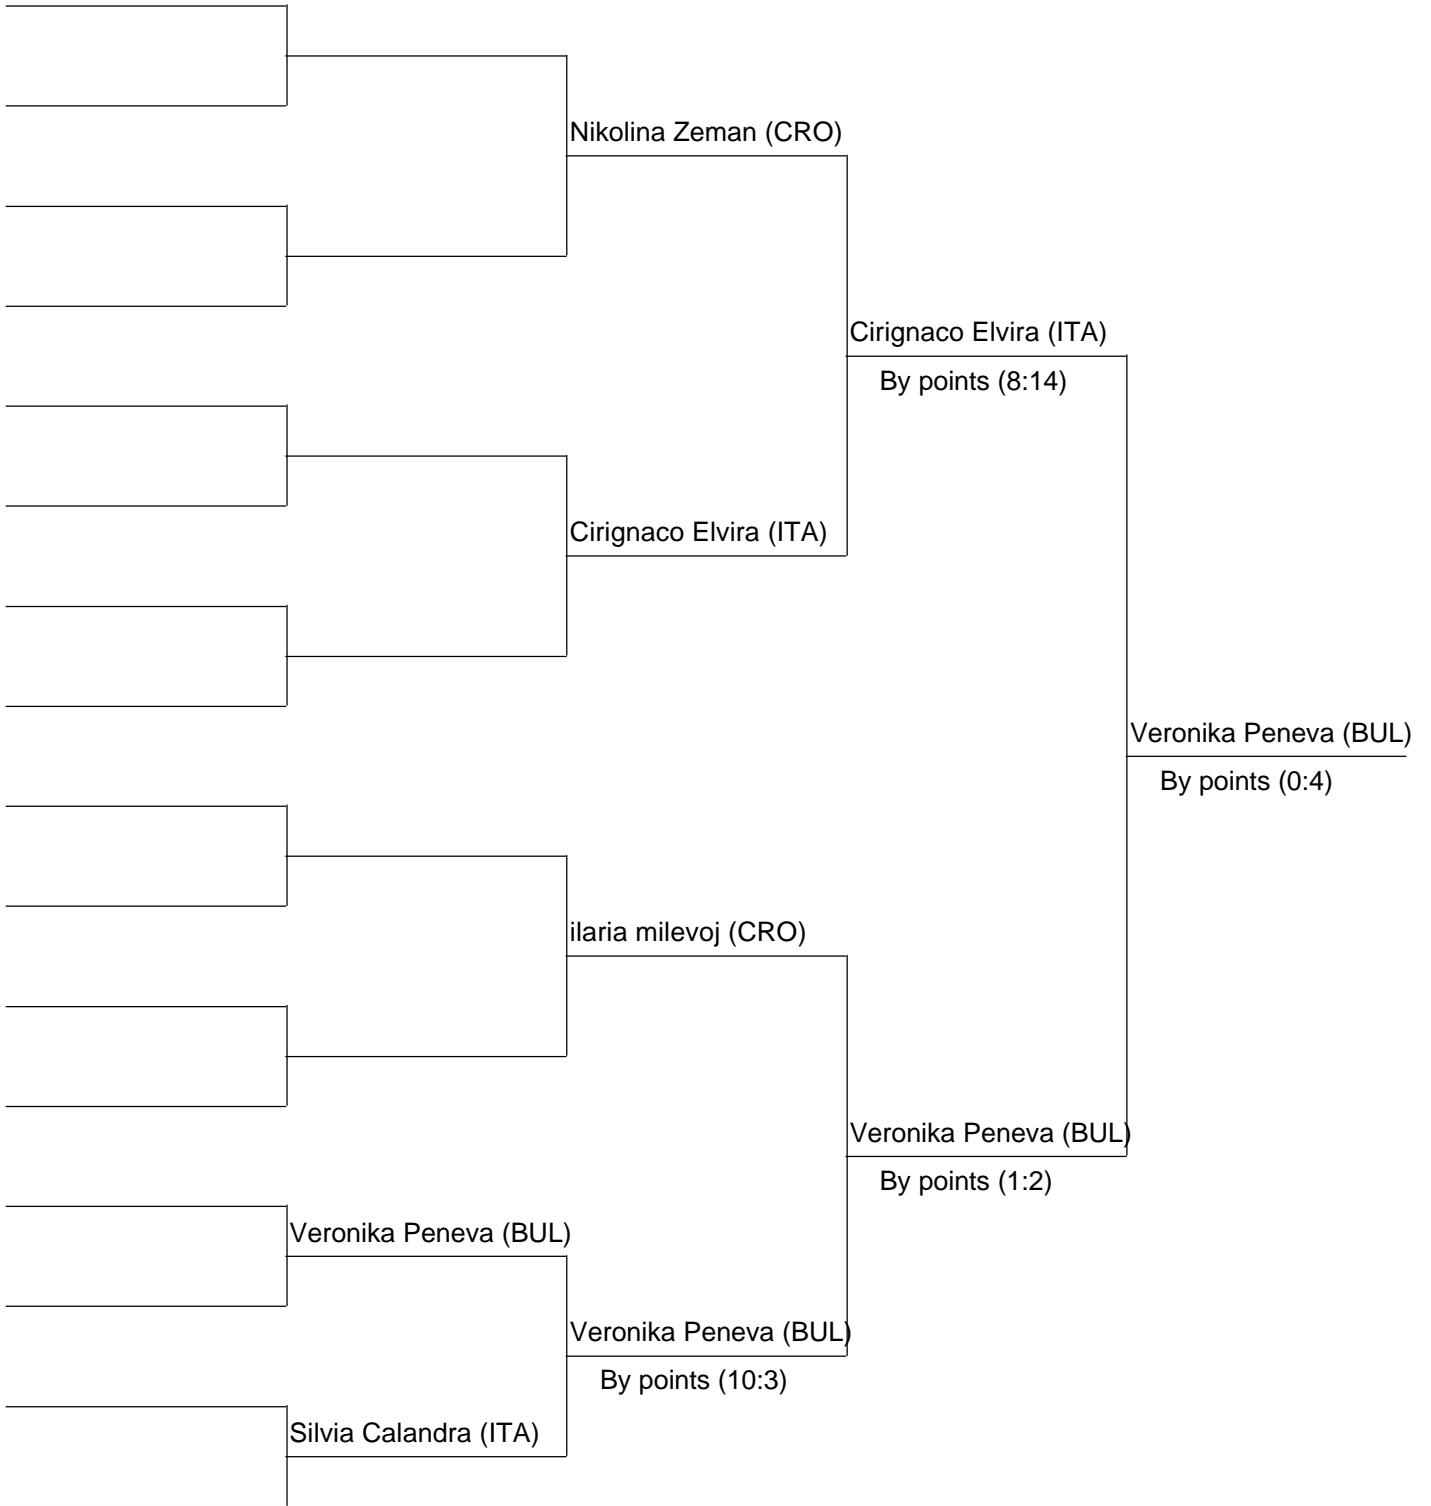 Nikolina Zeman (CRO)
Cirignaco Elvira (ITA)
By points (8:14)
Cirignaco Elvira (ITA)
Veronika Peneva (BUL)
By points (0:4)
ilaria milevoj (CRO)
Veronika Peneva (BUL)
By points (1:2)
Veronika Peneva (BUL)
Veronika Peneva (BUL)
By points (10:3)
Silvia Calandra (ITA)